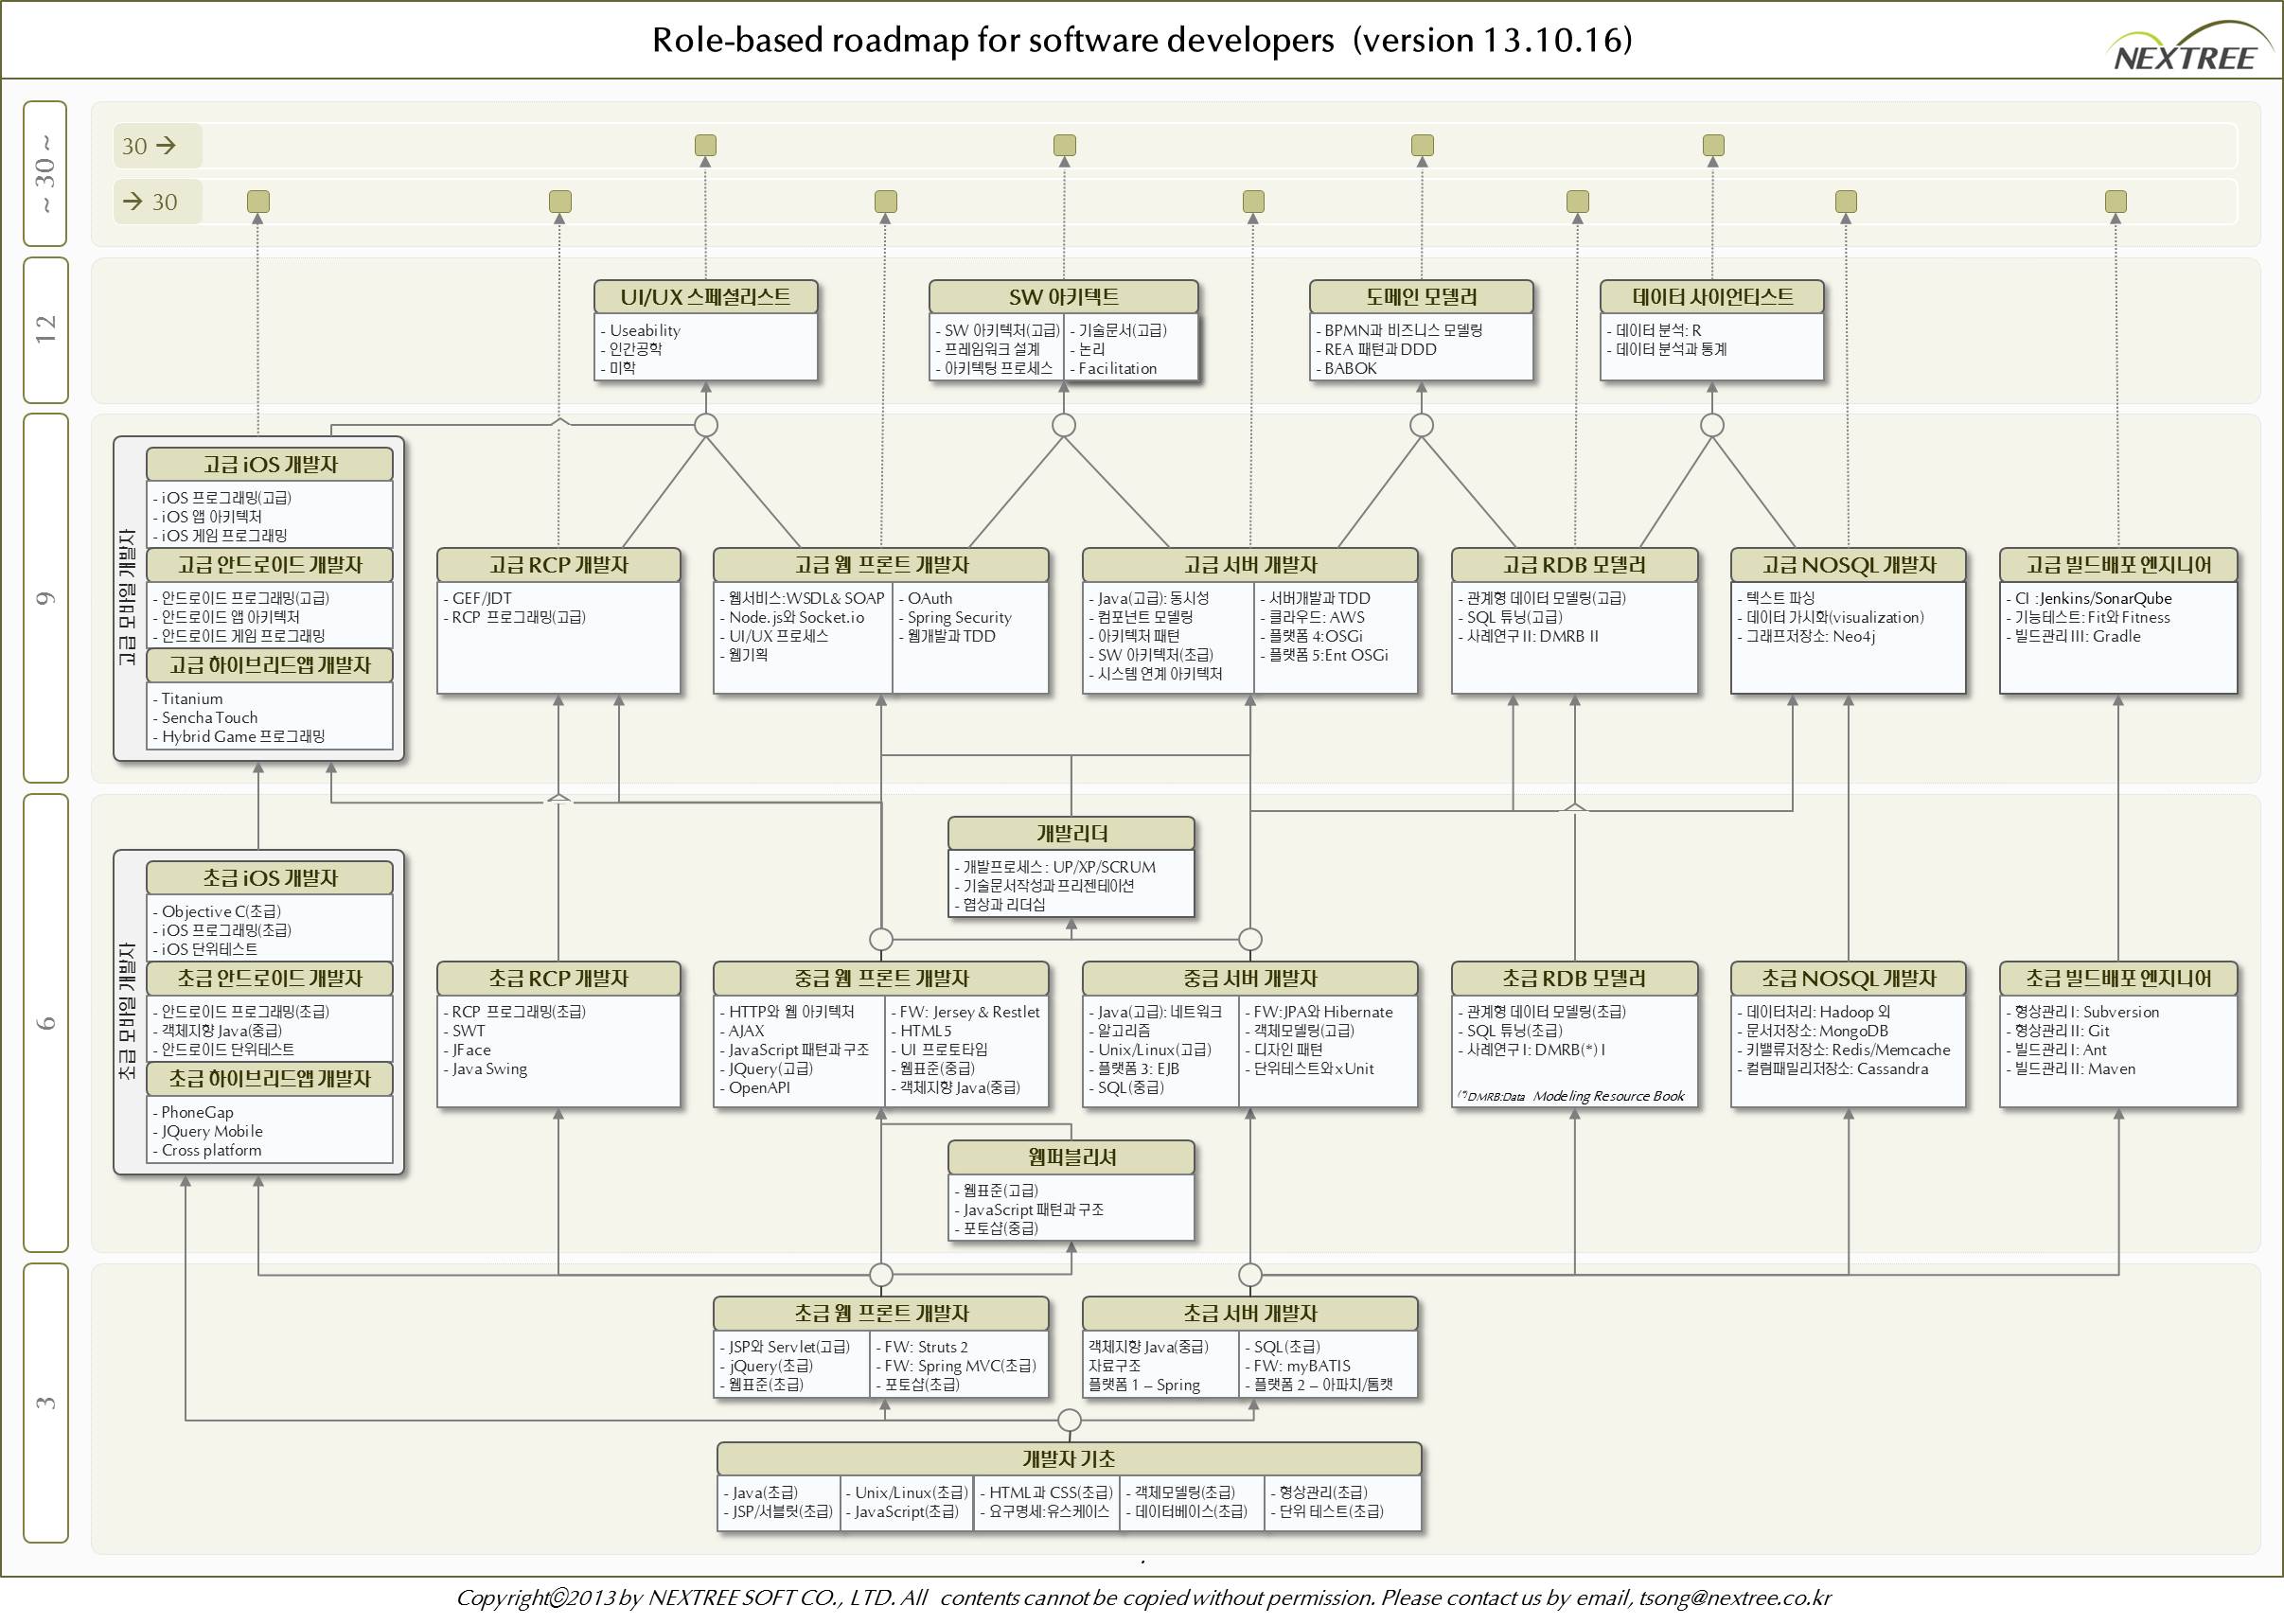 Role-based roadmap for software developers (version 13.10.16)
NEXTREE
~ 30 ~
30 →
→ 30
12
UI/UX 스페셜리스트
- Useability
- 인간공학
- 미학
SW 아키텍트
- SW 아키텍처(고급)
- 프레임워크 설계
- 아키텍팅 프로세스
- 기술문서(고급)
- 논리
- Facilitation
도메인 모델러
- BPMN과 비즈니스 모델링
- REA 패턴과 DDD
- BABOK
데이터 사이언티스트
- 데이터 분석: R
- 데이터 분석과 통계
9
고급 모바일 개발자
고급 iOS 개발자
- iOS 프로그래밍(고급)
- iOS 앱 아키텍처
- iOS 게임 프로그래밍
고급 안드로이드 개발자
- 안드로이드 프로그래밍(고급)
- 안드로이드 앱 아키텍처
- 안드로이드 게임 프로그래밍
고급 하이브리드앱 개발자
- Titanium
- Sencha Touch
- Hybrid Game 프로그래밍
고급 RCP 개발자
- GEF/JDT
- RCP 프로그래밍(고급)
고급 웹 프론트 개발자
- 웹서비스:WSDL & SOAP
- Node.js와 Socket.io
- UI/UX 프로세스
- 웹기획
- OAuth
- Spring Security
- 웹개발과 TDD
고급 서버 개발자
- Java(고급): 동시성
- 컴포넌트 모델링
- 아키텍처 패턴
- SW 아키텍처(초급)
- 시스템 연계 아키텍처
- 서버개발과 TDD
- 클라우드: AWS
- 플랫폼 4:OSGi
- 플랫폼 5:Ent OSGi
고급 RDB 모델러
- 관계형 데이터 모델링(고급)
- SQL 튜닝(고급)
- 사례연구 II: DMRB II
고급 NOSQL 개발자
- 텍스트 파싱
- 데이터 가시화(visualization)
- 그래프저장소: Neo4j
고급 빌드배포 엔지니어
- CI :Jenkins/SonarQube
- 기능테스트: Fit와 Fitness
- 빌드관리 III: Gradle
6
개발리더
- 개발프로세스 : UP/XP/SCRUM
- 기술문서작성과 프리젠테이션
- 협상과 리더십
초급 모바일 개발자
초급 iOS 개발자
- Objective C(초급)
- iOS 프로그래밍(초급)
- iOS 단위테스트
초급 안드로이드 개발자
- 안드로이드 프로그래밍(초급)
- 객체지향 Java(중급)
- 안드로이드 단위테스트
초급 하이브리드앱 개발자
- PhoneGap
- JQuery Mobile
- Cross platform
초급 RCP 개발자
- RCP 프로그래밍(초급)
- SWT
- JFace
- Java Swing
중급 웹 프론트 개발자
- HTTP와 웹 아키텍처
- AJAX
- JavaScript 패턴과 구조
- JQuery(고급)
- OpenAPI
- FW: Jersey & Restlet
- HTML5
- UI 프로토타입
- 웹표준(중급)
- 객체지향 Java(중급)
중급 서버 개발자
- Java(고급): 네트워크
- 알고리즘
- Unix/Linux(고급)
- 플랫폼 3: EJB
- SQL(중급)
- FW:JPA와 Hibernate
- 객체모델링(고급)
- 디자인 패턴
- 단위테스트와 xUnit
초급 RDB 모델러
- 관계형 데이터 모델링(초급)
- SQL 튜닝(초급)
- 사례연구 I: DMRB(*) I
(*)DMRB:Data Modeling Resource Book
초급 NOSQL 개발자
- 데이터처리: Hadoop 외
- 문서저장소: MongoDB
- 키밸류저장소: Redis/Memcache
- 컬럼패밀리저장소: Cassandra
초급 빌드배포 엔지니어
- 형상관리 I: Subversion
- 형상관리 II: Git
- 빌드관리 I: Ant
- 빌드관리 II: Maven
웹퍼블리셔
- 웹표준(고급)
- JavaScript 패턴과 구조
- 포토샵(중급)
3
초급 웹 프론트 개발자
- JSP와 Servlet(고급)
- jQuery(초급)
- 웹표준(초급)
- FW: Struts 2
- FW: Spring MVC(초급)
- 포토샵(초급)
초급 서버 개발자
객체지향 Java(중급)
자료구조
플랫폼 1 – Spring
- SQL(초급)
- FW: myBATIS
- 플랫폼 2 – 아파치/톰캣
개발자 기초
- Java(초급)
- JSP/서블릿(초급)
- Unix/Linux(초급)
- JavaScript(초급)
- HTML과 CSS(초급)
- 요구명세:유스케이스
- 객체모델링(초급)
- 데이터베이스(초급)
- 형상관리(초급)
- 단위 테스트(초급)
.
Copyright©2013 by NEXTREE SOFT CO., LTD. All contents cannot be copied without permission. Please contact us by email, tsong@nextree.co.kr